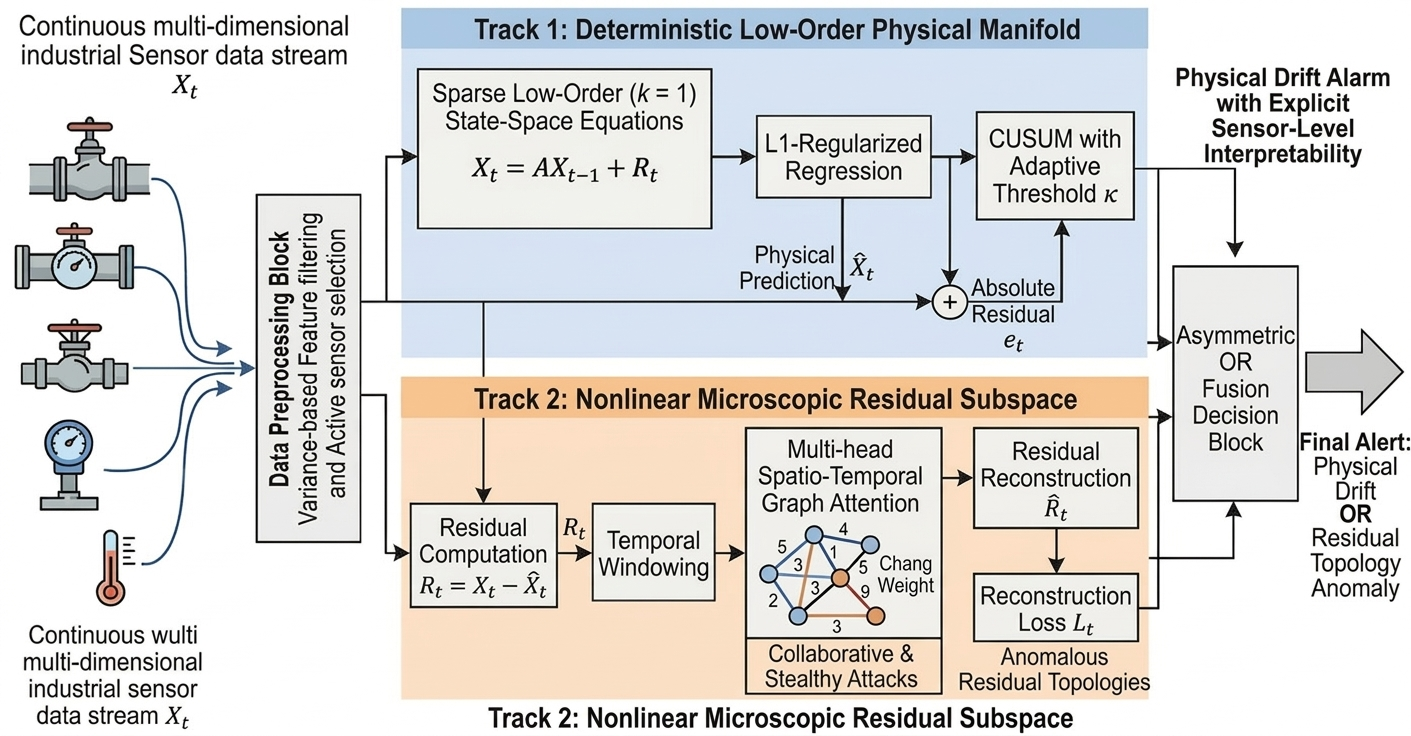 Continuous multi-dimensional
industrial Sensor data stream
X_t
Data Preprocessing Block
Variance-based Feature filtering
and Active sensor selection
Continuous wulti
multi-dimensional
industrial sensor
data stream X_t
Track 1: Deterministic Low-Order Physical Manifold
Sparse Low-Order (k = 1)
State-Space Equations
X_t = AX_{t−1} + R_t
L1-Regularized
Regression
CUSUM with
Adaptive
Threshold κ
Physical
Prediction
X̂_t
+
Absolute
Residual
e_t
Track 2: Nonlinear Microscopic Residual Subspace
Residual
Computation
R_t = X_t − X̂_t
R_t
Temporal
Windowing
Multi-head
Spatio-Temporal
Graph Attention
4
5
1
3
5
3
2
9
3
Chang
Weight
Collaborative &
Stealthy Attacks
Residual
Reconstruction
R̂_t
Reconstruction
Loss L_t
Anomalous
Residual Topologies
Track 2: Nonlinear Microscopic Residual Subspace
Physical Drift Alarm
with Explicit
Sensor-Level
Interpretability
Asymmetric
OR
Fusion
Decision
Block
Final Alert:
Physical
Drift
OR
Residual
Topology
Anomaly